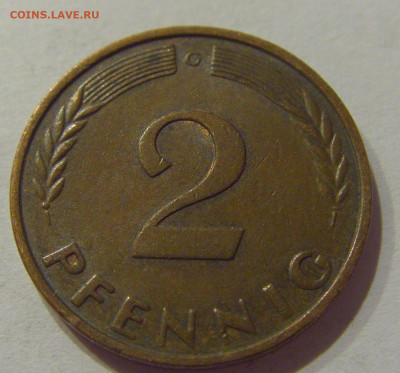 COINS.LAVE.RU
G
2
PFENNIG